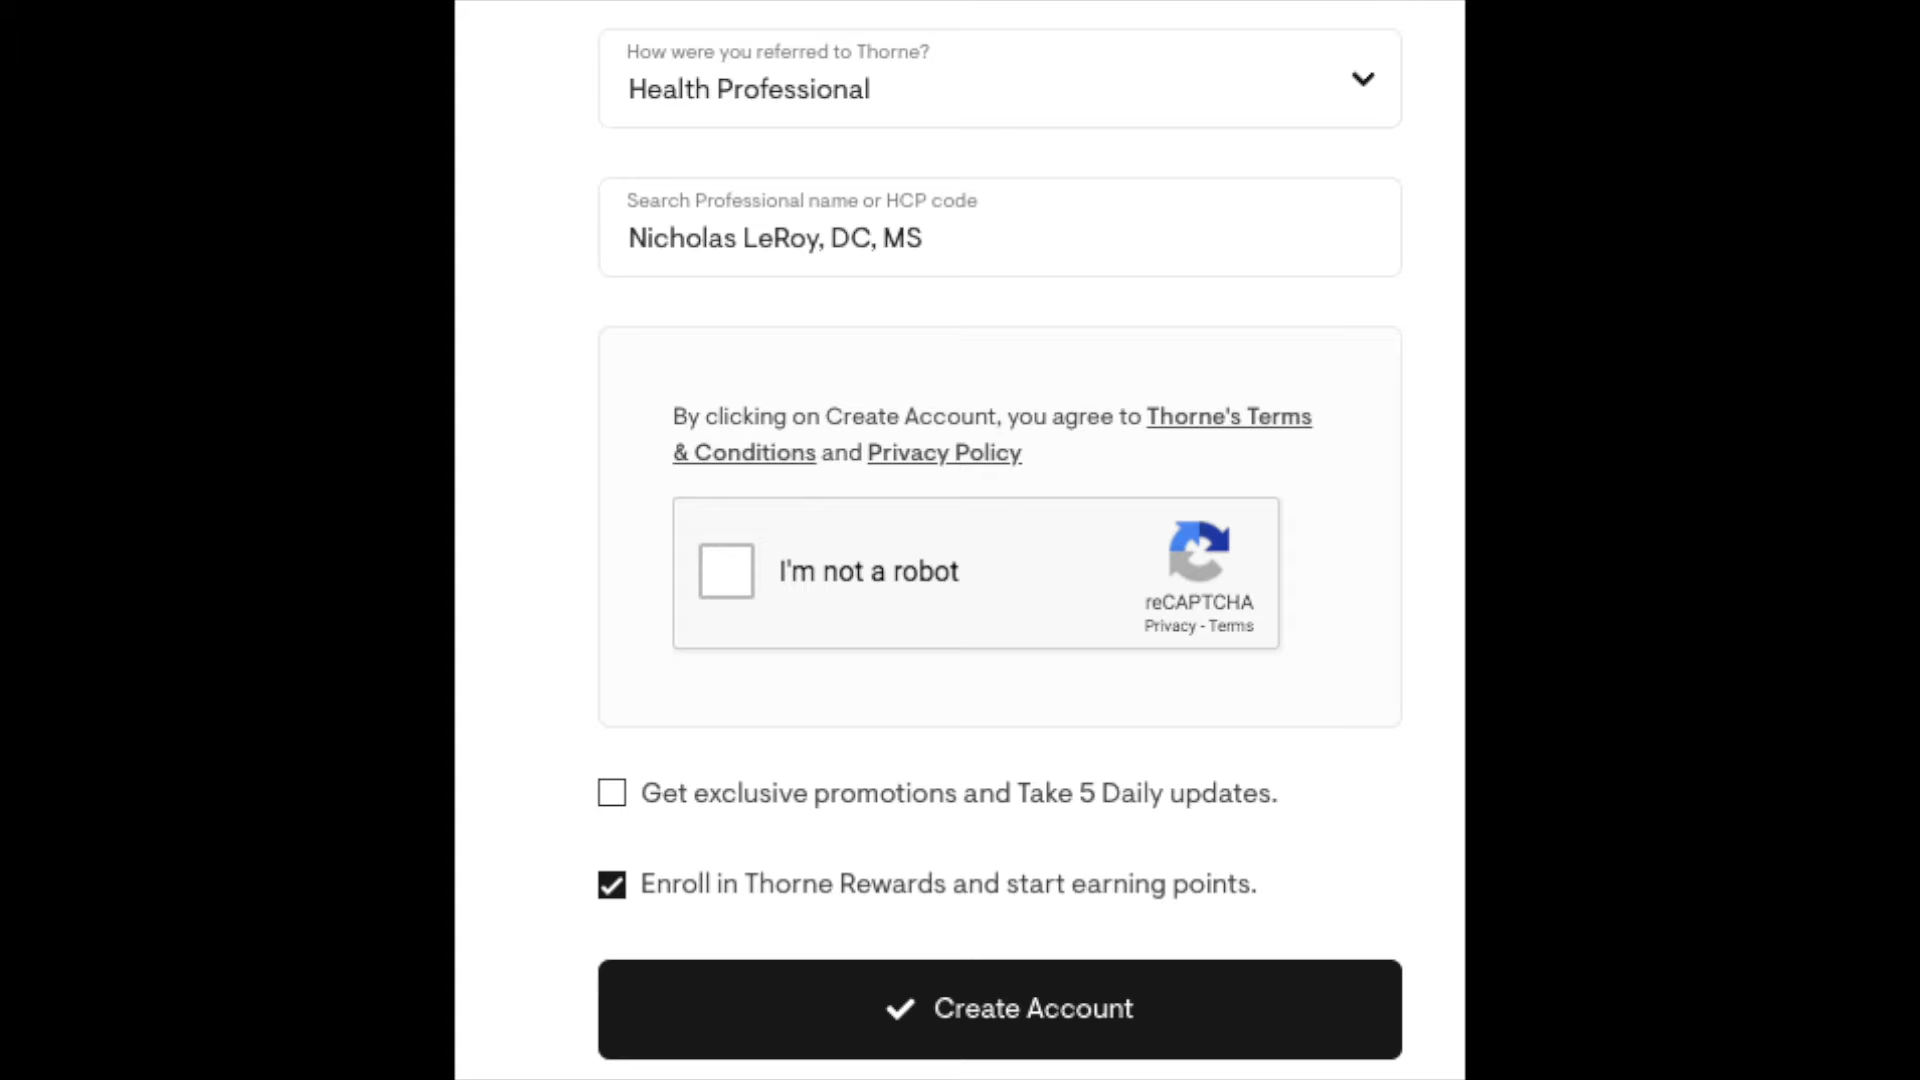 How were you referred to Thorne?
Health Professional
Search Professional name or HCP code
Nicholas LeRoy, DC, MS
By clicking on Create Account, you agree to Thorne's Terms
& Conditions and Privacy Policy
I'm not a robot
reCAPTCHA
Privacy - Terms
Get exclusive promotions and Take 5 Daily updates.
Enroll in Thorne Rewards and start earning points.
Create Account